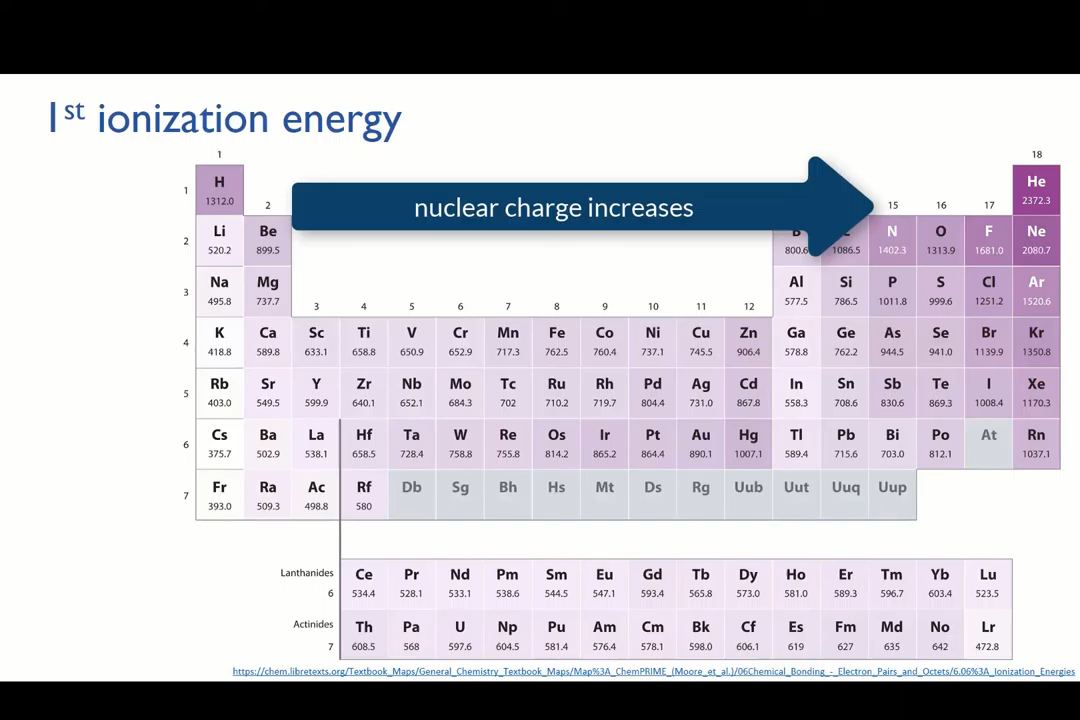 1st ionization energy
1 18
1 H He
1312.0 2372.3
2 nuclear charge increases 15 16 17
2 Li Be B N O F Ne
520.2 899.5 800.6 1086.5 1402.3 1313.9 1681.0 2080.7
3 Na Mg Al Si P S Cl Ar
495.8 737.7 577.5 786.5 1011.8 999.6 1251.2 1520.6
3 4 5 6 7 8 9 10 11 12
4 K Ca Sc Ti V Cr Mn Fe Co Ni Cu Zn Ga Ge As Se Br Kr
418.8 589.8 633.1 658.8 650.9 652.9 717.3 762.5 760.4 737.1 745.5 906.4 578.8 762.2 944.5 941.0 1139.9 1350.8
5 Rb Sr Y Zr Nb Mo Tc Ru Rh Pd Ag Cd In Sn Sb Te I Xe
403.0 549.5 599.9 640.1 652.1 684.3 702 710.2 719.7 804.4 731.0 867.8 558.3 708.6 830.6 869.3 1008.4 1170.3
6 Cs Ba La Hf Ta W Re Os Ir Pt Au Hg Tl Pb Bi Po At Rn
375.7 502.9 538.1 658.5 728.4 758.8 755.8 814.2 865.2 864.4 890.1 1007.1 589.4 715.6 703.0 812.1 1037.1
7 Fr Ra Ac Rf Db Sg Bh Hs Mt Ds Rg Uub Uut Uuq Uup
393.0 509.3 498.8 580
Lanthanides Ce Pr Nd Pm Sm Eu Gd Tb Dy Ho Er Tm Yb Lu
6 534.4 528.1 533.1 538.6 544.5 547.1 593.4 565.8 573.0 581.0 589.3 596.7 603.4 523.5
Actinides Th Pa U Np Pu Am Cm Bk Cf Es Fm Md No Lr
7 608.5 568 597.6 604.5 581.4 576.4 578.1 598.0 606.1 619 627 635 642 472.8
https://chem.libretexts.org/Textbook_Maps/General_Chemistry_Textbook_Maps/Map%3A_ChemPRIME_(Moore_et_al.)/06Chemical_Bonding_-_Electron_Pairs_and_Octets/6.06%3A_Ionization_Energies